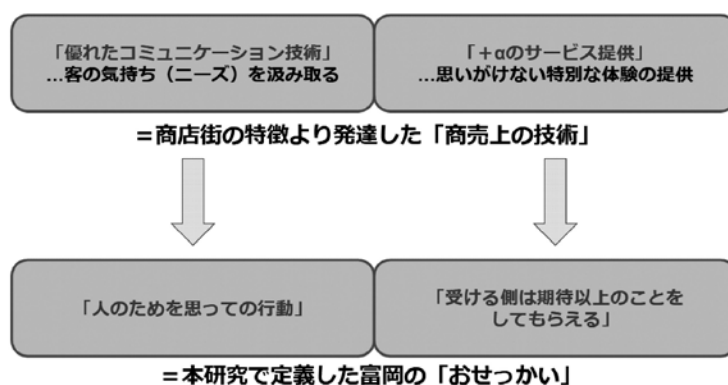 「優れたコミュニケーション技術」
…客の気持ち（ニーズ）を汲み取る
「＋αのサービス提供」
…思いがけない特別な体験の提供
＝商店街の特徴より発達した「商売上の技術」
「人のためを思っての行動」
「受ける側は期待以上のことを
してもらえる」
＝本研究で定義した富岡の「おせっかい」